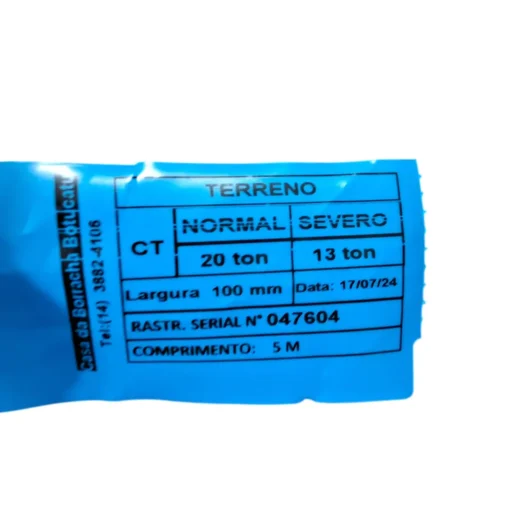 Casa da Borracha Botucatu
Tel:(14) 3882-4106
TERRENO
CT
NORMAL SEVERO
20 ton 13 ton
Largura 100 mm Data: 17/07/24
RASTR. SERIAL N° 047604
COMPRIMENTO: 5 M